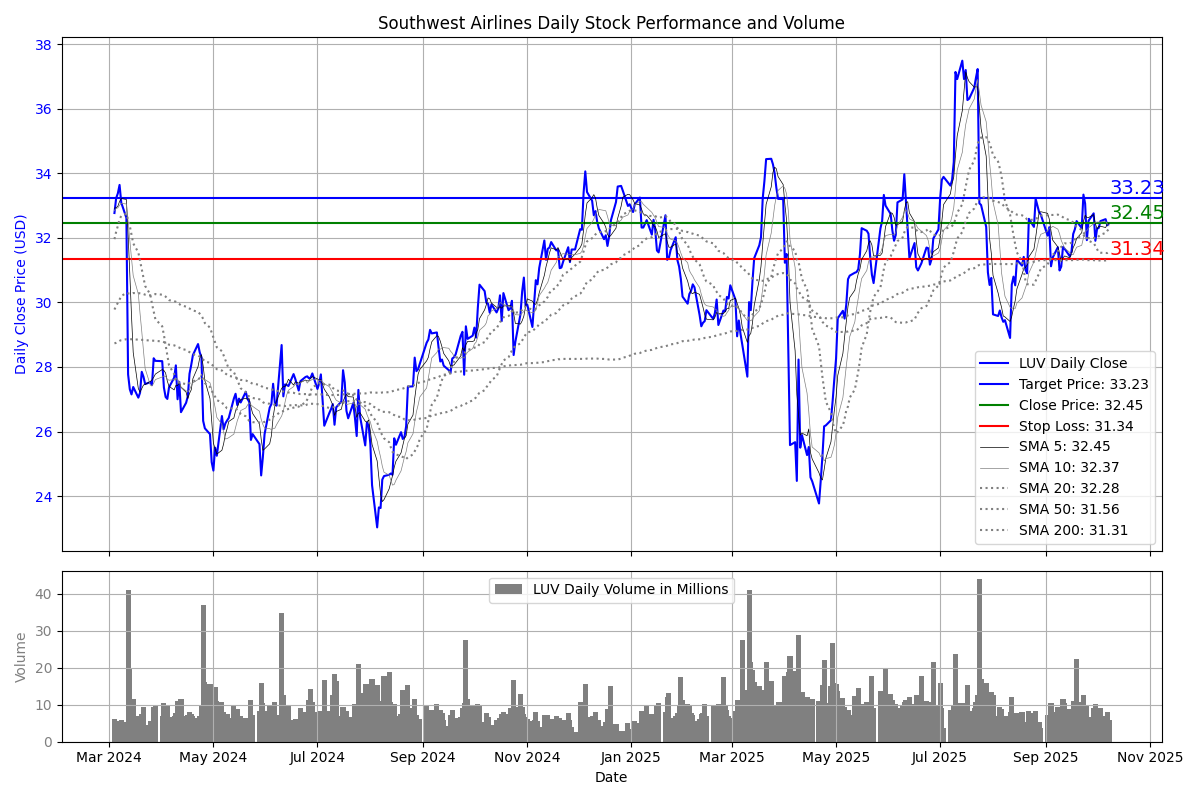 Southwest Airlines Daily Stock Performance and Volume
38
36
34
32
30
28
26
24
Daily Close Price (USD)
33.23
32.45
31.34
LUV Daily Close
Target Price: 33.23
Close Price: 32.45
Stop Loss: 31.34
SMA 5: 32.45
SMA 10: 32.37
SMA 20: 32.28
SMA 50: 31.56
SMA 200: 31.31
LUV Daily Volume in Millions
40
30
20
10
0
Volume
Mar 2024 May 2024 Jul 2024 Sep 2024 Nov 2024 Jan 2025 Mar 2025 May 2025 Jul 2025 Sep 2025 Nov 2025
Date